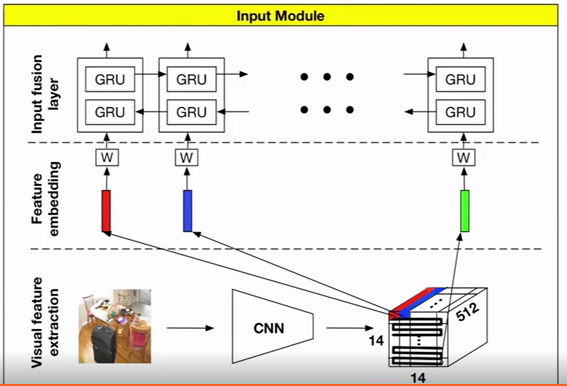 Input Module
Input fusion
layer
GRU
GRU
GRU
GRU
GRU
GRU
W
W
W
Feature
embedding
Visual feature
extraction
CNN
14
512
14